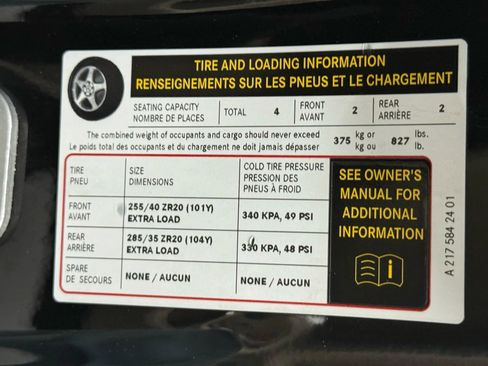 TIRE AND LOADING INFORMATION
RENSEIGNEMENTS SUR LES PNEUS ET LE CHARGEMENT
SEATING CAPACITY
NOMBRE DE PLACES
TOTAL 4
FRONT
AVANT
2
REAR
ARRIÈRE
2
The combined weight of occupants and cargo should never exceed
Le poids total des occupants et du chargement ne doit jamais dépasser
375 kg or
kg ou
827 lbs.
lb.
TIRE
PNEU
SIZE
DIMENSIONS
COLD TIRE PRESSURE
PRESSION DES
PNEUS À FROID
FRONT
AVANT
255/40 ZR20 (101Y)
EXTRA LOAD
340 KPA, 49 PSI
REAR
ARRIÈRE
285/35 ZR20 (104Y)
EXTRA LOAD
330 KPA, 48 PSI
SPARE
DE SECOURS
NONE / AUCUN
NONE / AUCUN
SEE OWNER'S
MANUAL FOR
ADDITIONAL
INFORMATION
i
A 217 584 24 01